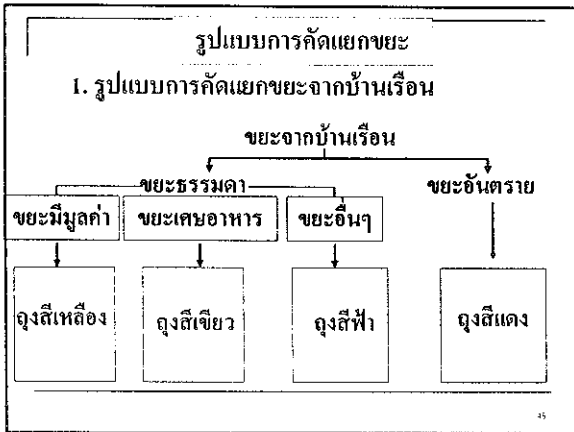 รูปแบบการคัดแยกขยะ
1. รูปแบบการคัดแยกขยะจากบ้านเรือน
ขยะจากบ้านเรือน
ขยะธรรมดา ขยะอันตราย
ขยะมีมูลค่า ขยะเศษอาหาร ขยะอื่นๆ
ถุงสีเหลือง ถุงสีเขียว ถุงสีฟ้า ถุงสีแดง
45